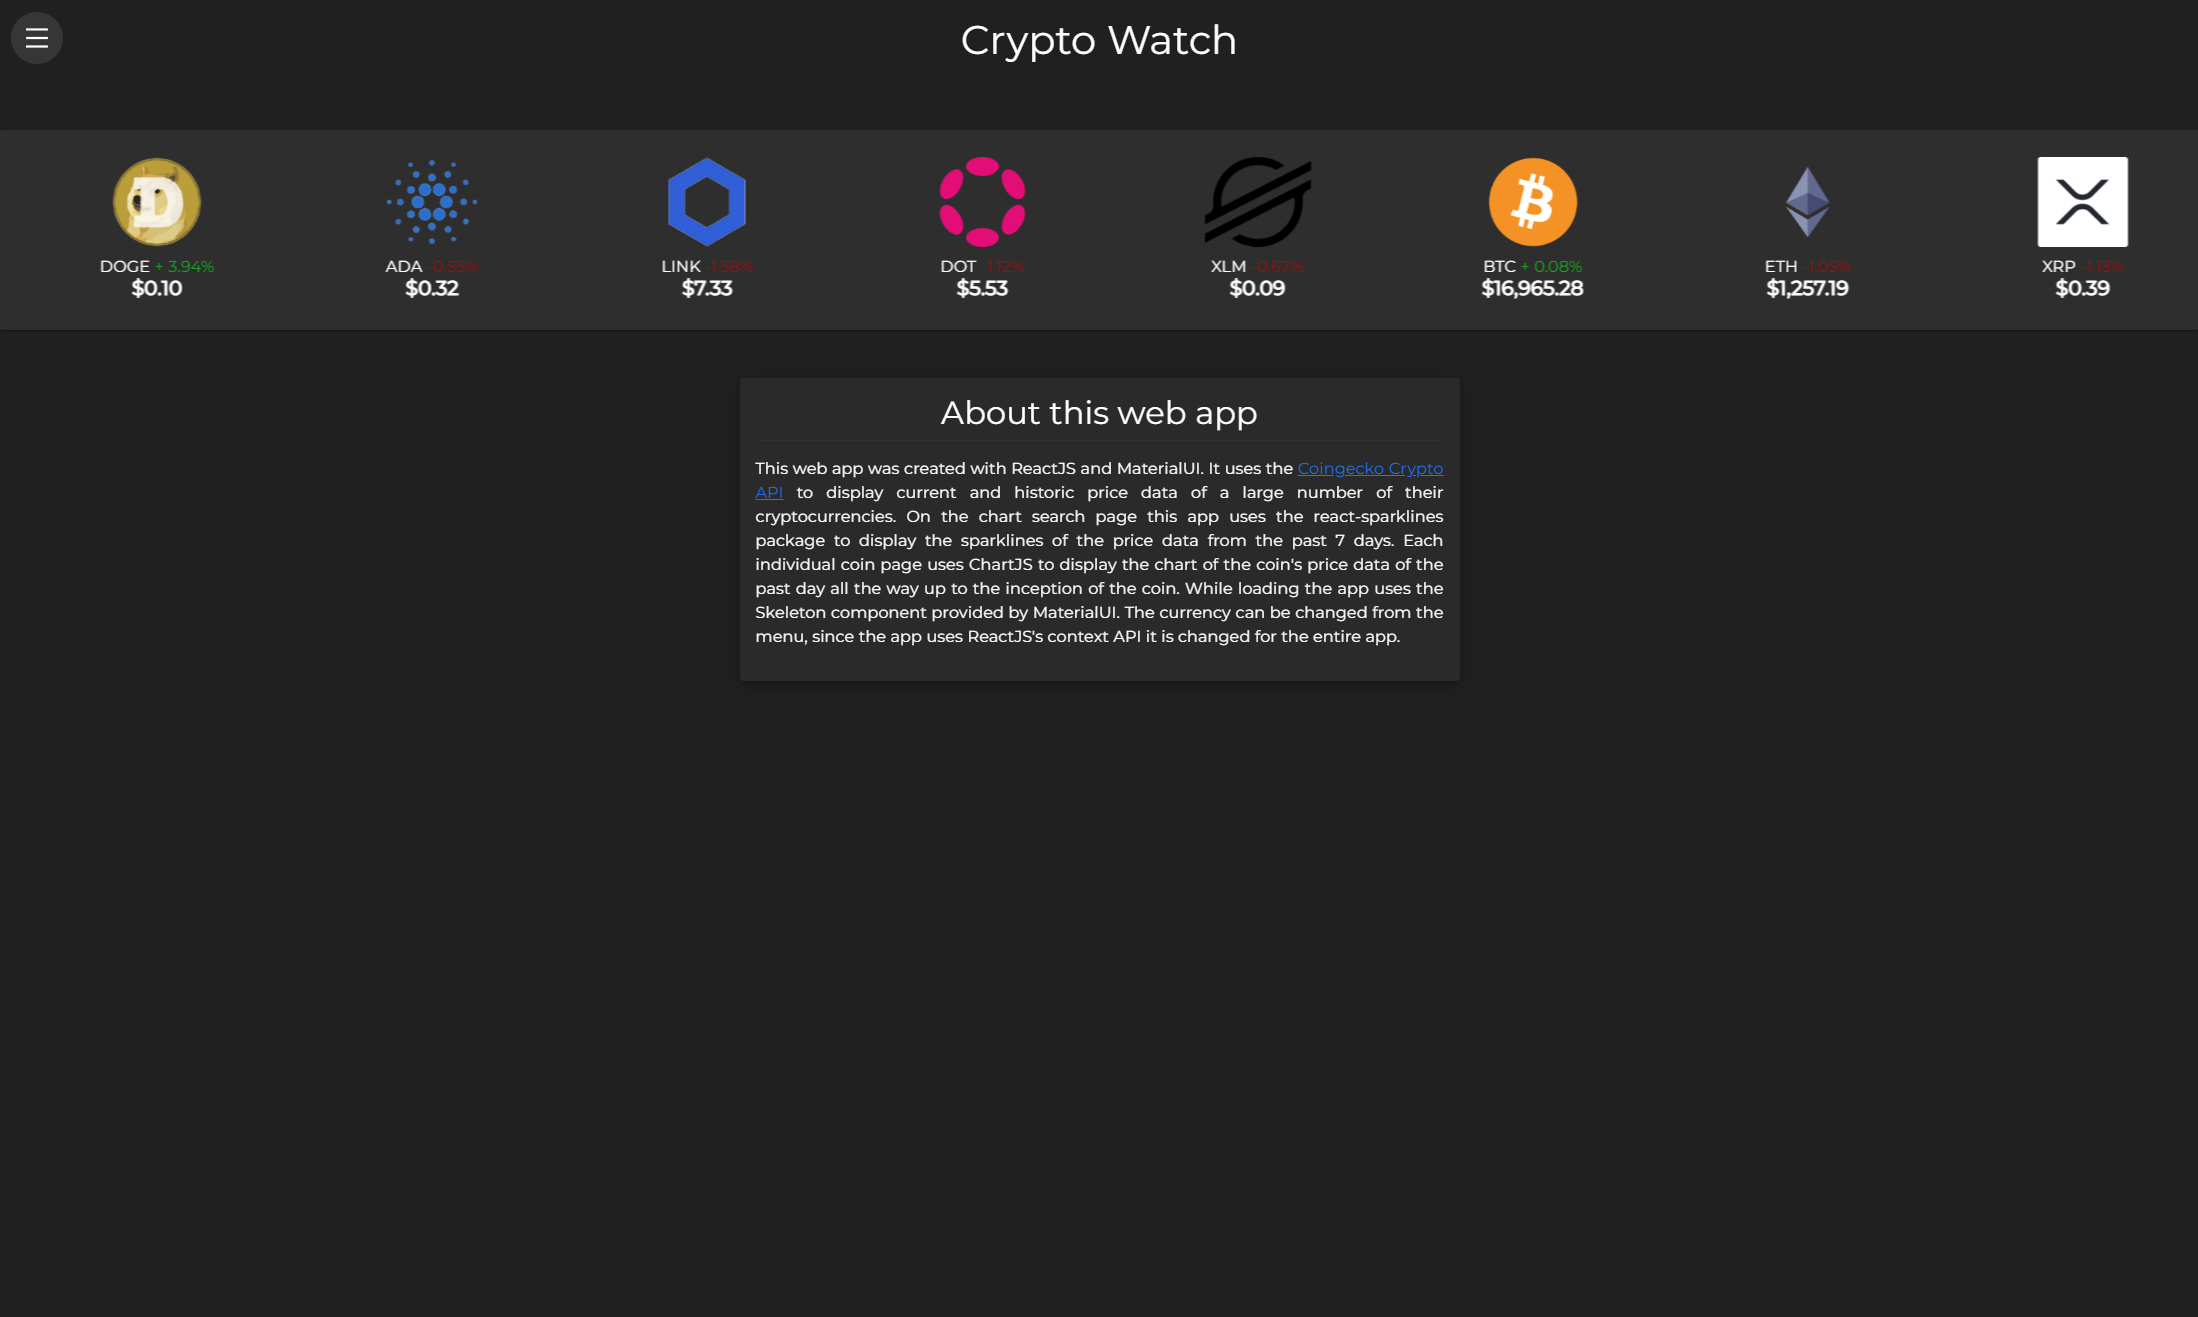 Crypto Watch
DOGE + 3.94%
$0.10
ADA -0.55%
$0.32
LINK -1.58%
$7.33
DOT -1.12%
$5.53
XLM -0.67%
$0.09
BTC + 0.08%
$16,965.28
ETH -1.05%
$1,257.19
XRP -1.13%
$0.39
About this web app
This web app was created with ReactJS and MaterialUI. It uses the Coingecko Crypto
API to display current and historic price data of a large number of their
cryptocurrencies. On the chart search page this app uses the react-sparklines
package to display the sparklines of the price data from the past 7 days. Each
individual coin page uses ChartJS to display the chart of the coin's price data of the
past day all the way up to the inception of the coin. While loading the app uses the
Skeleton component provided by MaterialUI. The currency can be changed from the
menu, since the app uses ReactJS's context API it is changed for the entire app.